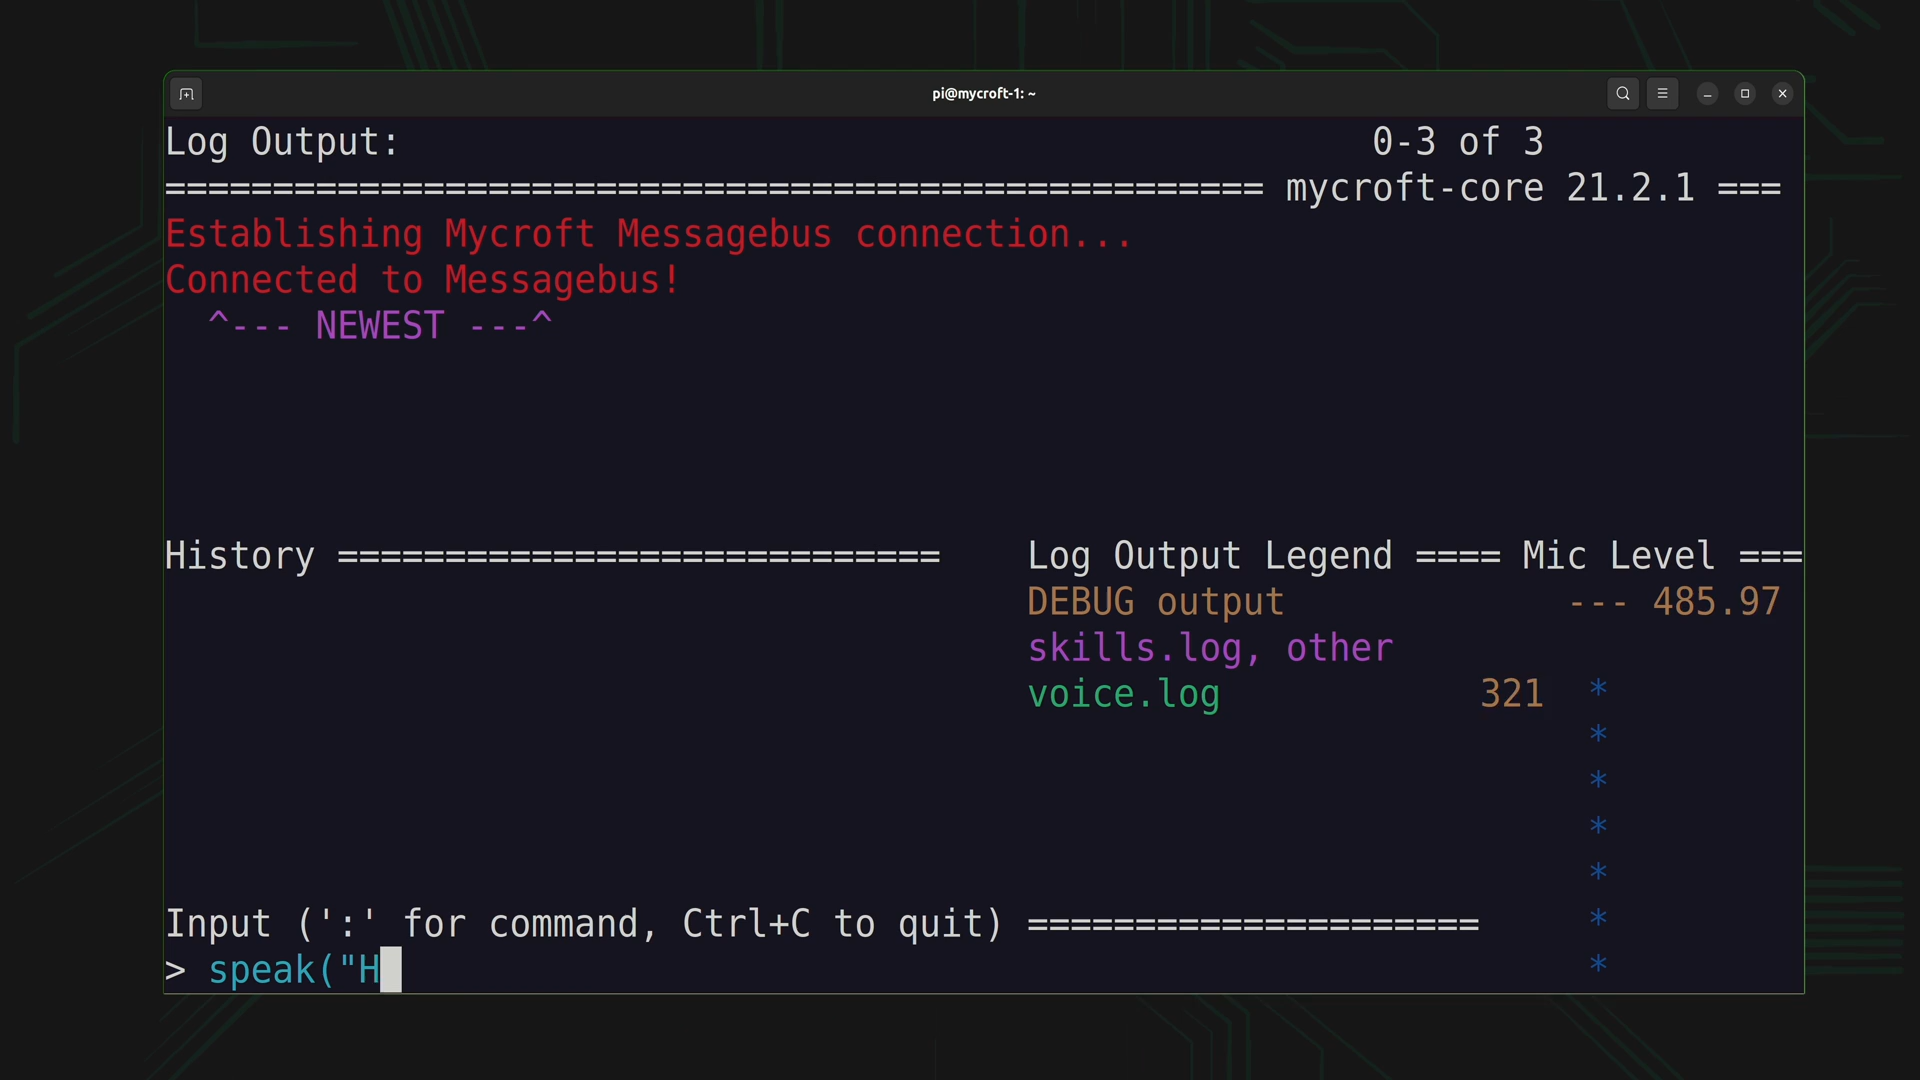 pi@mycroft-1: ~
Log Output: 0-3 of 3
=================================================== mycroft-core 21.2.1 ===
Establishing Mycroft Messagebus connection...
Connected to Messagebus!
^--- NEWEST ---^
History ============================ Log Output Legend ==== Mic Level ===
DEBUG output --- 485.97
skills.log, other
voice.log 321 *
*
*
*
*
Input (':' for command, Ctrl+C to quit) ===================== *
> speak("H *